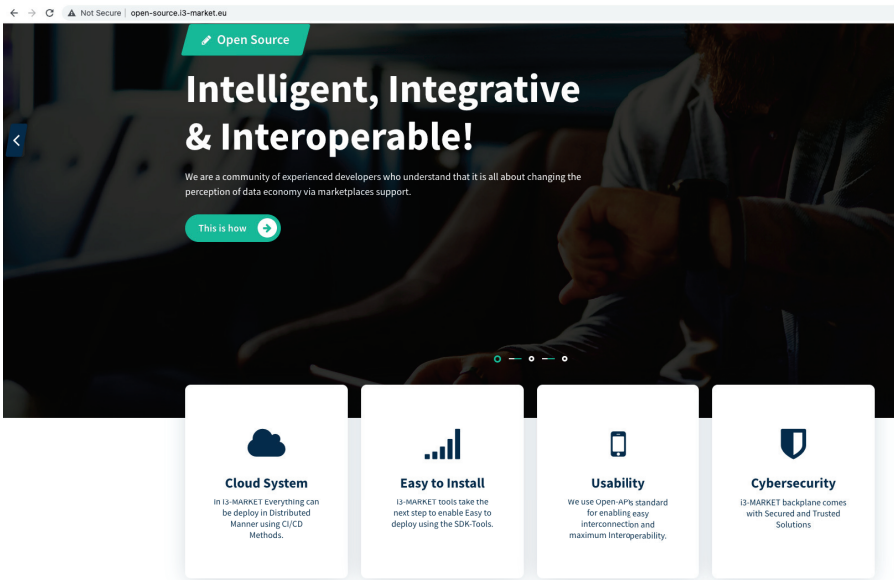 Not Secure open-source.i3-market.eu
Open Source
Intelligent, Integrative
& Interoperable!
We are a community of experienced developers who understand that it is all about changing the
perception of data economy via marketplaces support.
This is how
Cloud System
In I3-MARKET Everything can
be deploy in Distributed
Manner using CI/CD
Methods.
Easy to Install
I3-MARKET tools take the
next step to enable Easy to
deploy using the SDK-Tools.
Usability
We use Open-APIs standard
for enabling easy
interconnection and
maximum Interoperability.
Cybersecurity
i3-MARKET backplane comes
with Secured and Trusted
Solutions